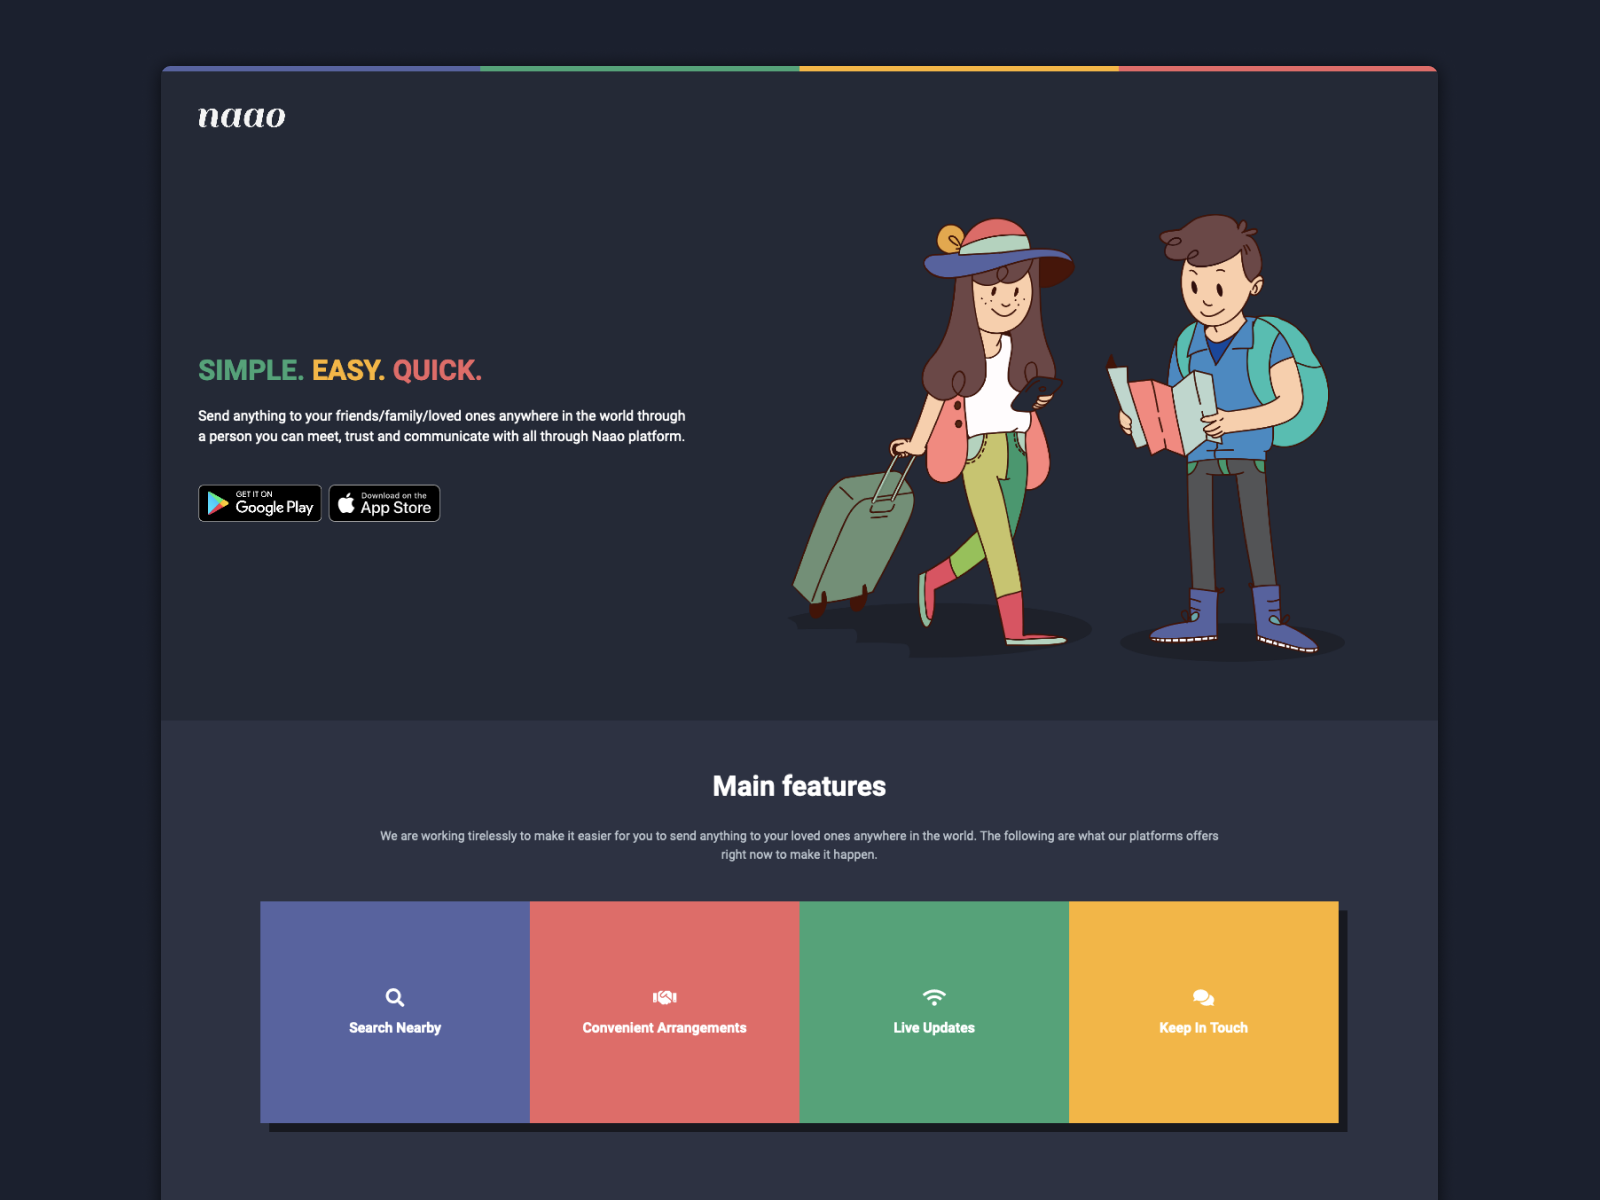 naao
SIMPLE. EASY. QUICK.
Send anything to your friends/family/loved ones anywhere in the world through
a person you can meet, trust and communicate with all through Naao platform.
GET IT ON
Google Play
Download on the
App Store
Main features
We are working tirelessly to make it easier for you to send anything to your loved ones anywhere in the world. The following are what our platforms offers
right now to make it happen.
Search Nearby
Convenient Arrangements
Live Updates
Keep In Touch